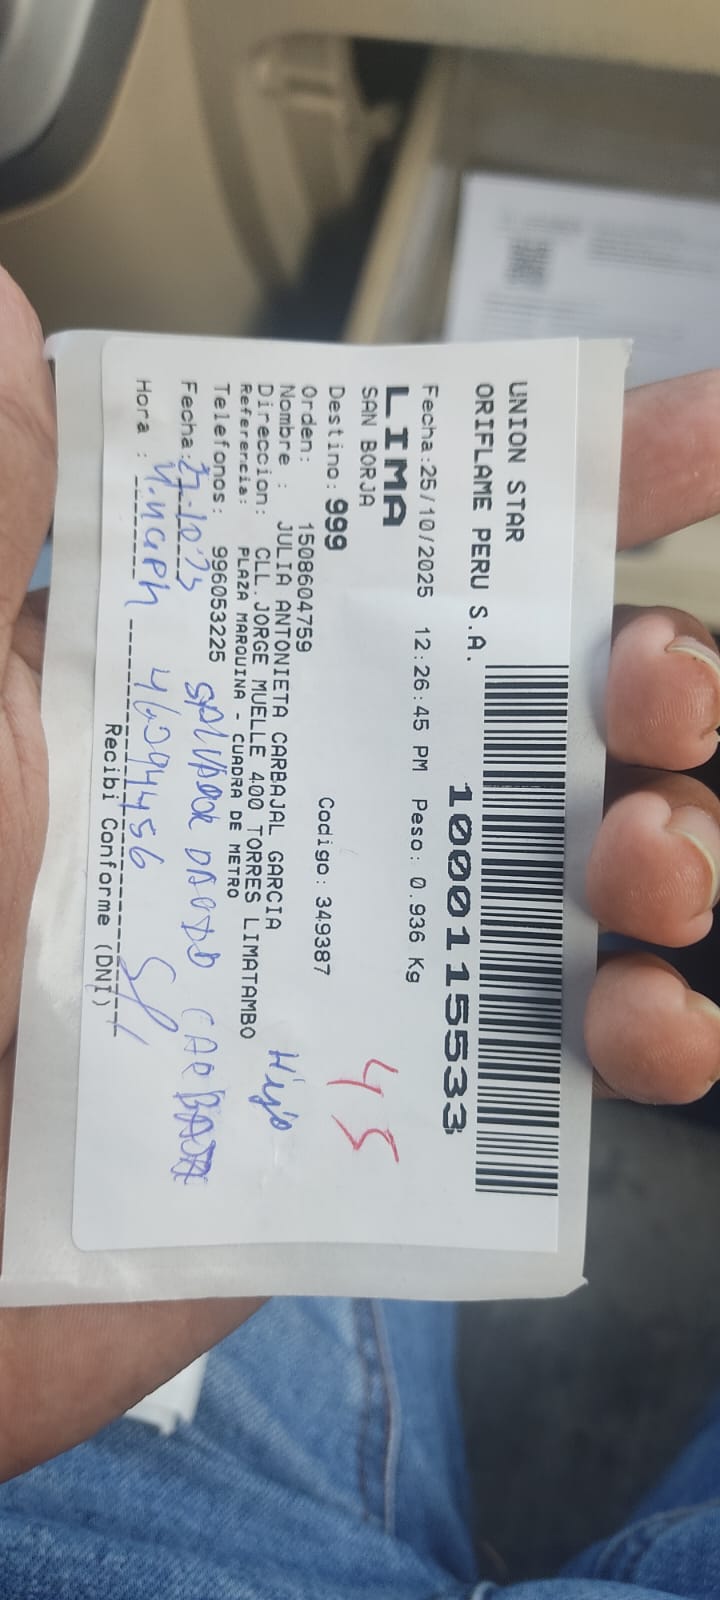 UNION STAR
ORIFLAME PERU S.A.
10001155533
Fecha:25/10/2025 12:26:45 PM Peso: 0.936 Kg
LIMA
SAN BORJA
45
Destino: 999 Codigo: 349387
Orden: 1508604759
Nombre : JULIA ANTONIETA CARBAJAL GARCIA
Hijo
Direccion: CLL.JORGE MUELLE 400 TORRES LIMATAMBO
Referencia: PLAZA MARQUINA - CUADRA DE METRO
Telefonos: 996053225
Fecha:
Hora :
Recibi Conforme (DNI)